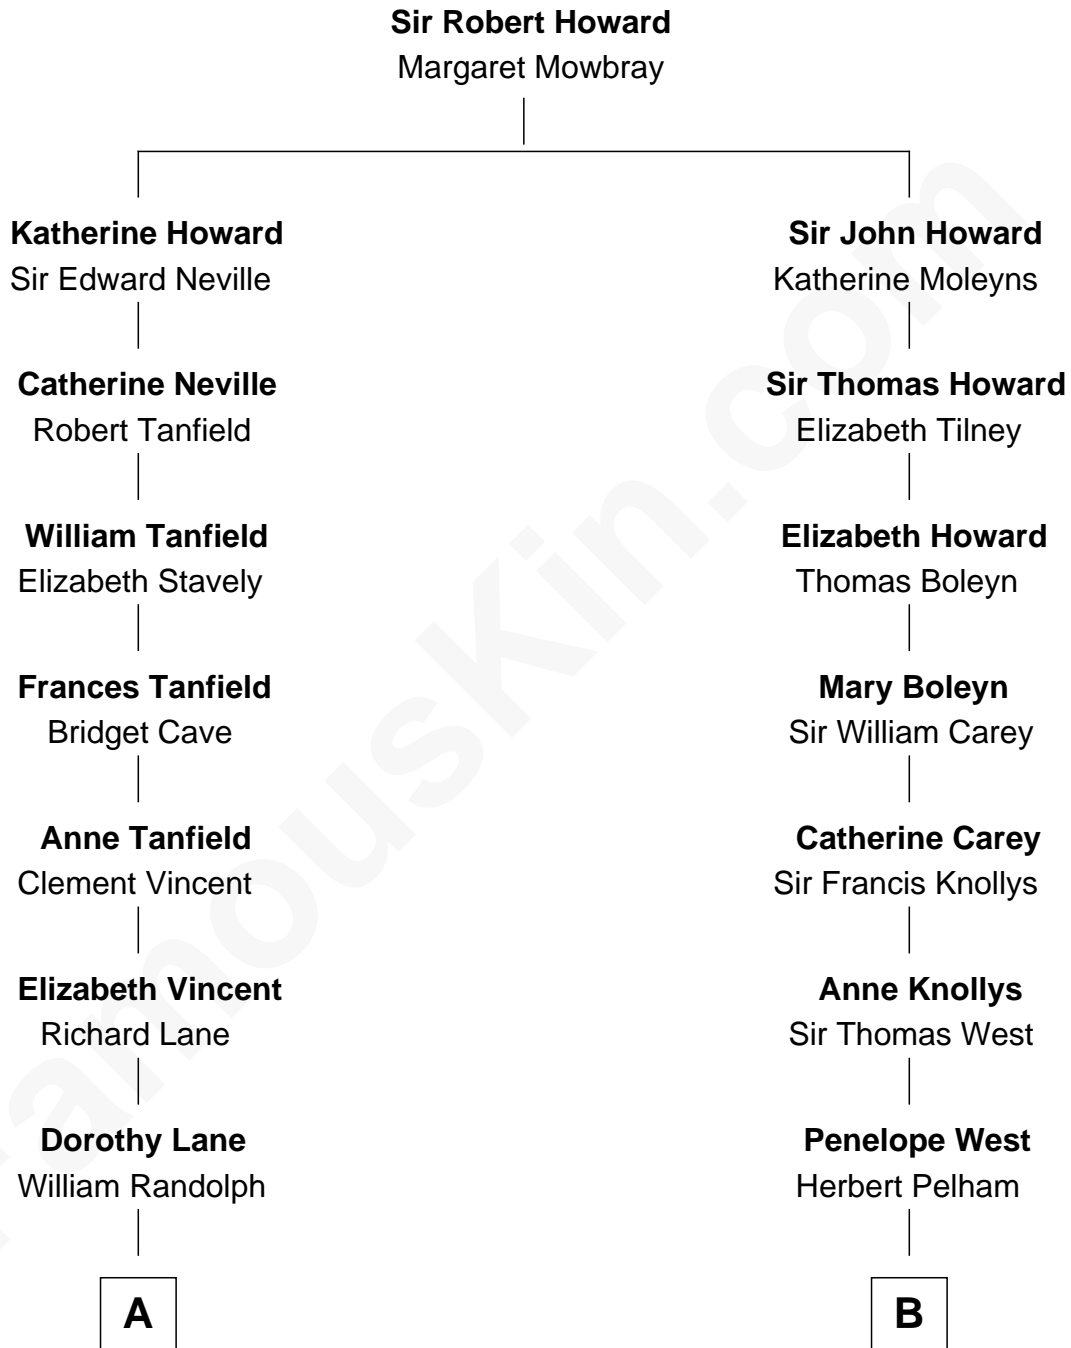 Sir Robert Howard
Margaret Mowbray
Katherine Howard
Sir Edward Neville
Sir John Howard
Katherine Moleyns
Catherine Neville
Robert Tanfield
Sir Thomas Howard
Elizabeth Tilney
William Tanfield
Elizabeth Stavely
Elizabeth Howard
Thomas Boleyn
Frances Tanfield
Bridget Cave
Mary Boleyn
Sir William Carey
Anne Tanfield
Clement Vincent
Catherine Carey
Sir Francis Knollys
Elizabeth Vincent
Richard Lane
Anne Knollys
Sir Thomas West
Dorothy Lane
William Randolph
Penelope West
Herbert Pelham
A
B
FamousKin.com